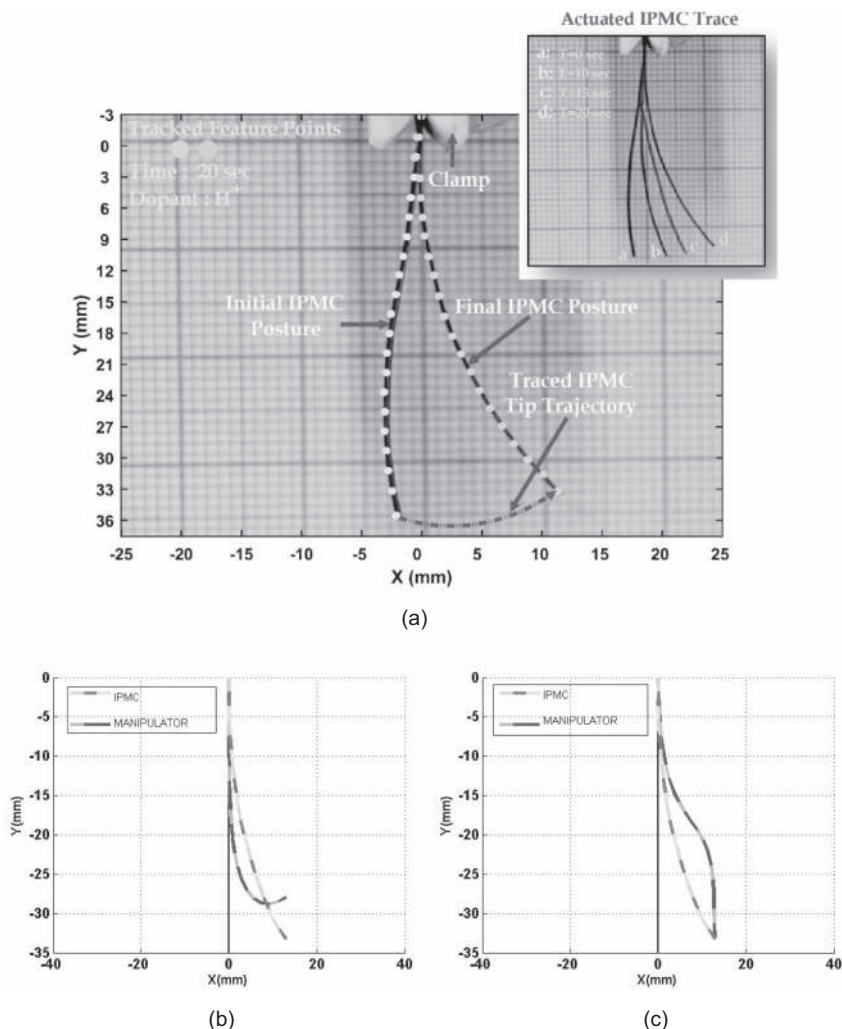 Actuated IPMC Trace
a: T=0 sec
b: T=10 sec
c: T=15 sec
d: T=20 sec
a b c d
Tracked Feature Points
Time : 20 sec
Dopant : H+
Clamp
Initial IPMC
Posture
Final IPMC Posture
Traced IPMC
Tip Trajectory
Y (mm)
-3
0
3
6
9
12
15
18
21
24
27
30
33
36
-25 -20 -15 -10 -5 0 5 10 15 20 25
X (mm)
(a)
IPMC
MANIPULATOR
Y(mm)
0
-5
-10
-15
-20
-25
-30
-35
-40 -20 0 20 40
X(mm)
(b)
IPMC
MANIPULATOR
Y(mm)
0
-5
-10
-15
-20
-25
-30
-35
-40 -20 0 20 40
X(mm)
(c)